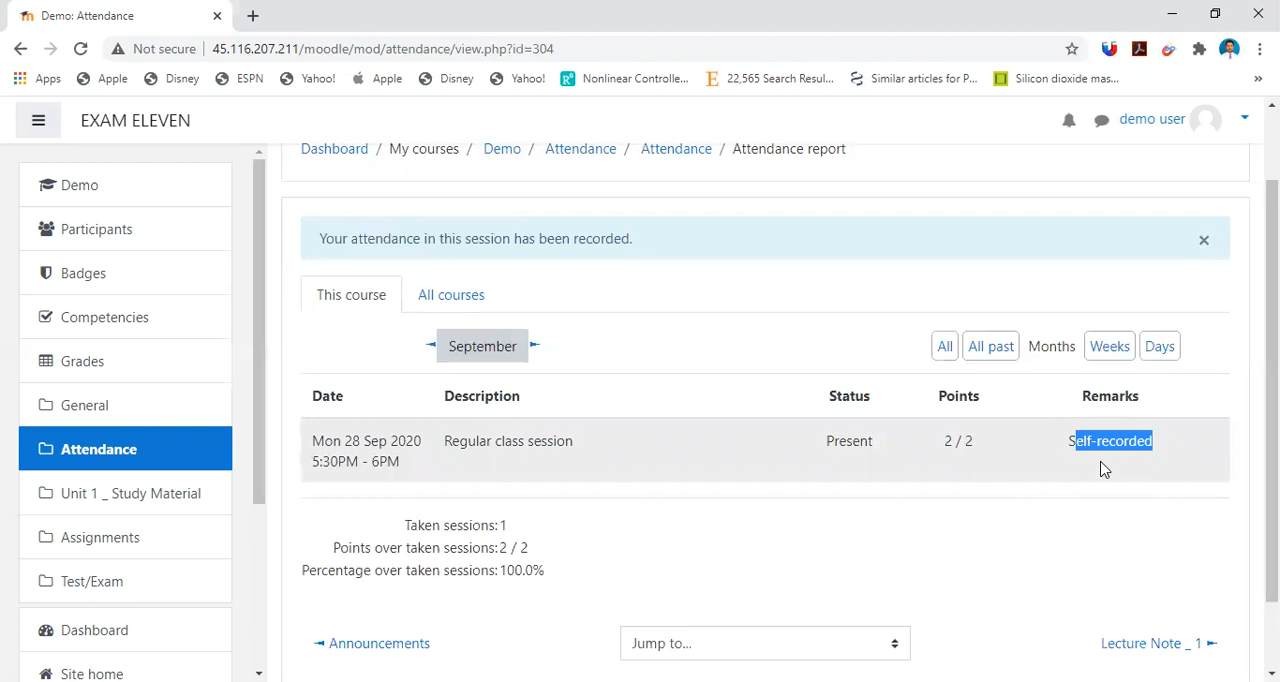 Demo: Attendance
Not secure 45.116.207.211/moodle/mod/attendance/view.php?id=304
Apps Apple Disney ESPN Yahoo! Apple Disney Yahoo! Nonlinear Controlle... 22,565 Search Resul... Similar articles for P... Silicon dioxide mas... »
EXAM ELEVEN
demo user
Dashboard / My courses / Demo / Attendance / Attendance / Attendance report
Demo
Participants
Badges
Competencies
Grades
General
Attendance
Unit 1 _ Study Material
Assignments
Test/Exam
Dashboard
Site home
Your attendance in this session has been recorded.
This course All courses
September
All All past Months Weeks Days
Date Description Status Points Remarks
Mon 28 Sep 2020 Regular class session Present 2 / 2 Self-recorded
5:30PM - 6PM
Taken sessions: 1
Points over taken sessions: 2 / 2
Percentage over taken sessions: 100.0%
◄ Announcements Jump to... Lecture Note _ 1 ►